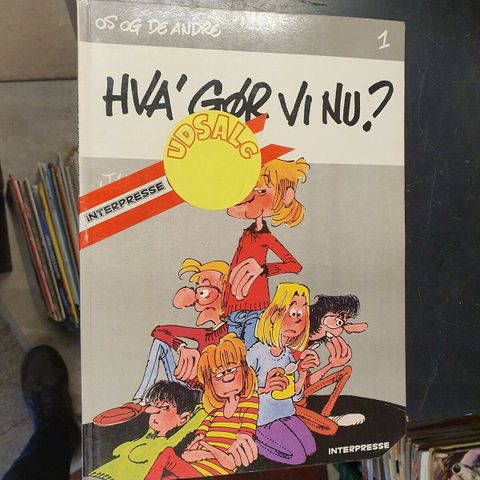 OS OG DE ANDRE
1
HVA' GØR VI NU?
UDSALG
INTERPRESSE
INTERPRESSE